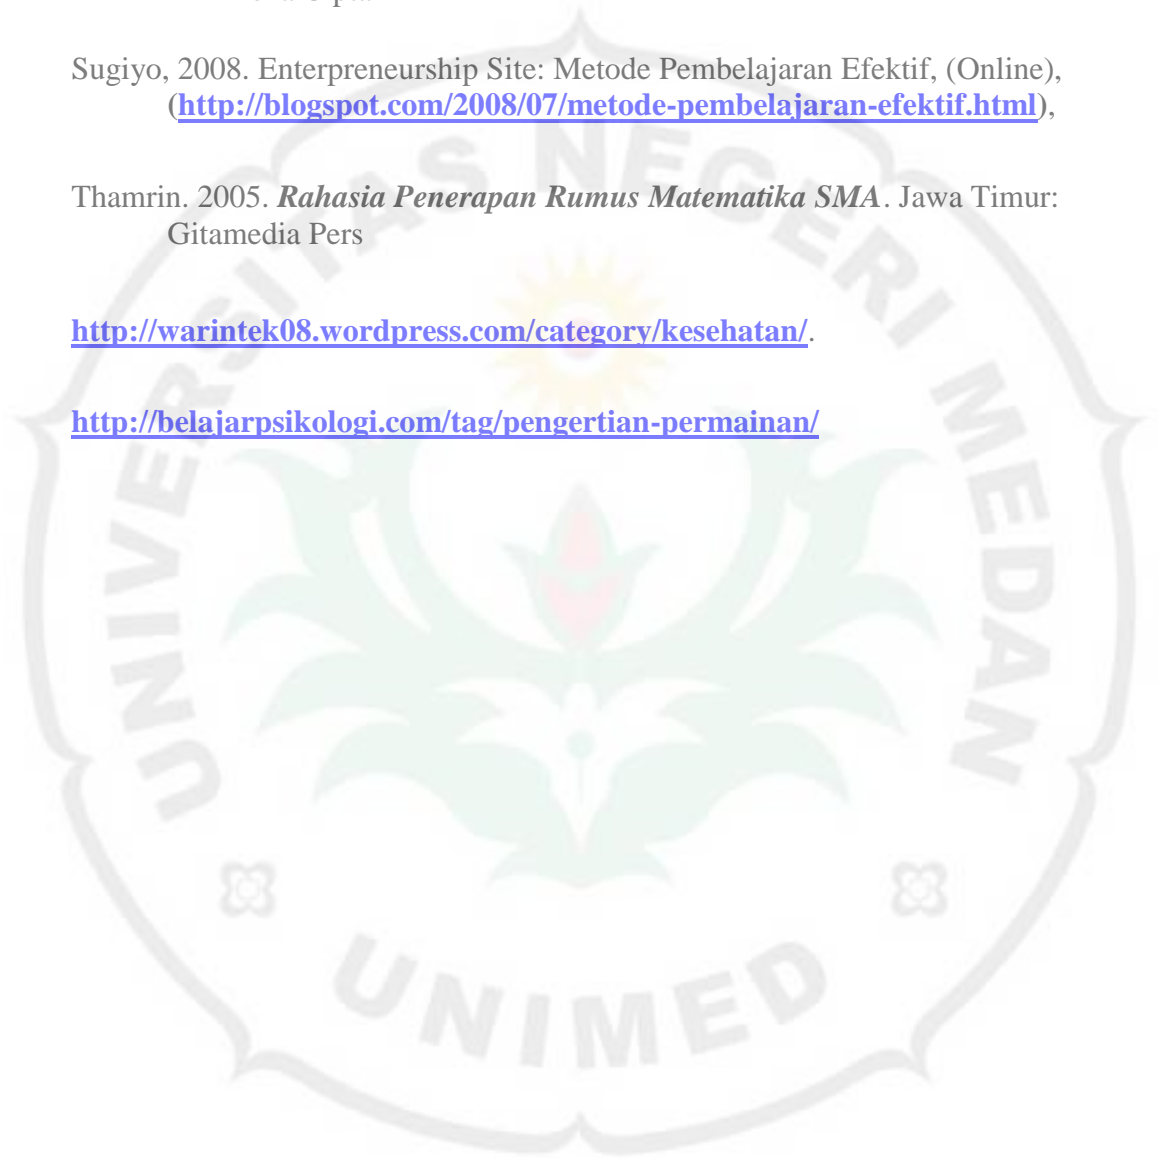 Sugiyo, 2008. Enterpreneurship Site: Metode Pembelajaran Efektif, (Online),
(http://blogspot.com/2008/07/metode-pembelajaran-efektif.html),
Thamrin. 2005. Rahasia Penerapan Rumus Matematika SMA. Jawa Timur:
Gitamedia Pers
http://warintek08.wordpress.com/category/kesehatan/.
http://belajarpsikologi.com/tag/pengertian-permainan/
UNIVERSITAS NEGERI MEDAN
UNIMED